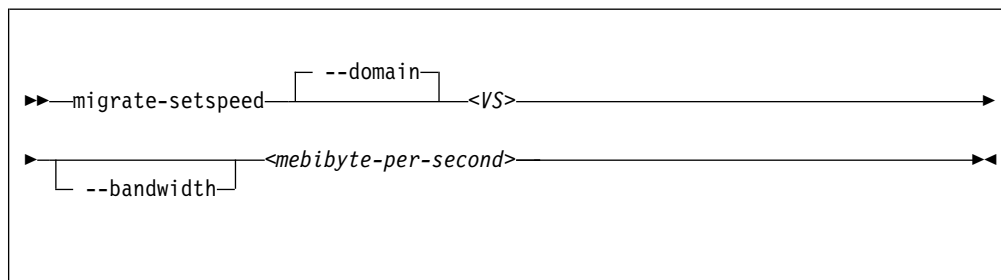 --domain
migrate-setspeed <VS>
<mebibyte-per-second>
--bandwidth